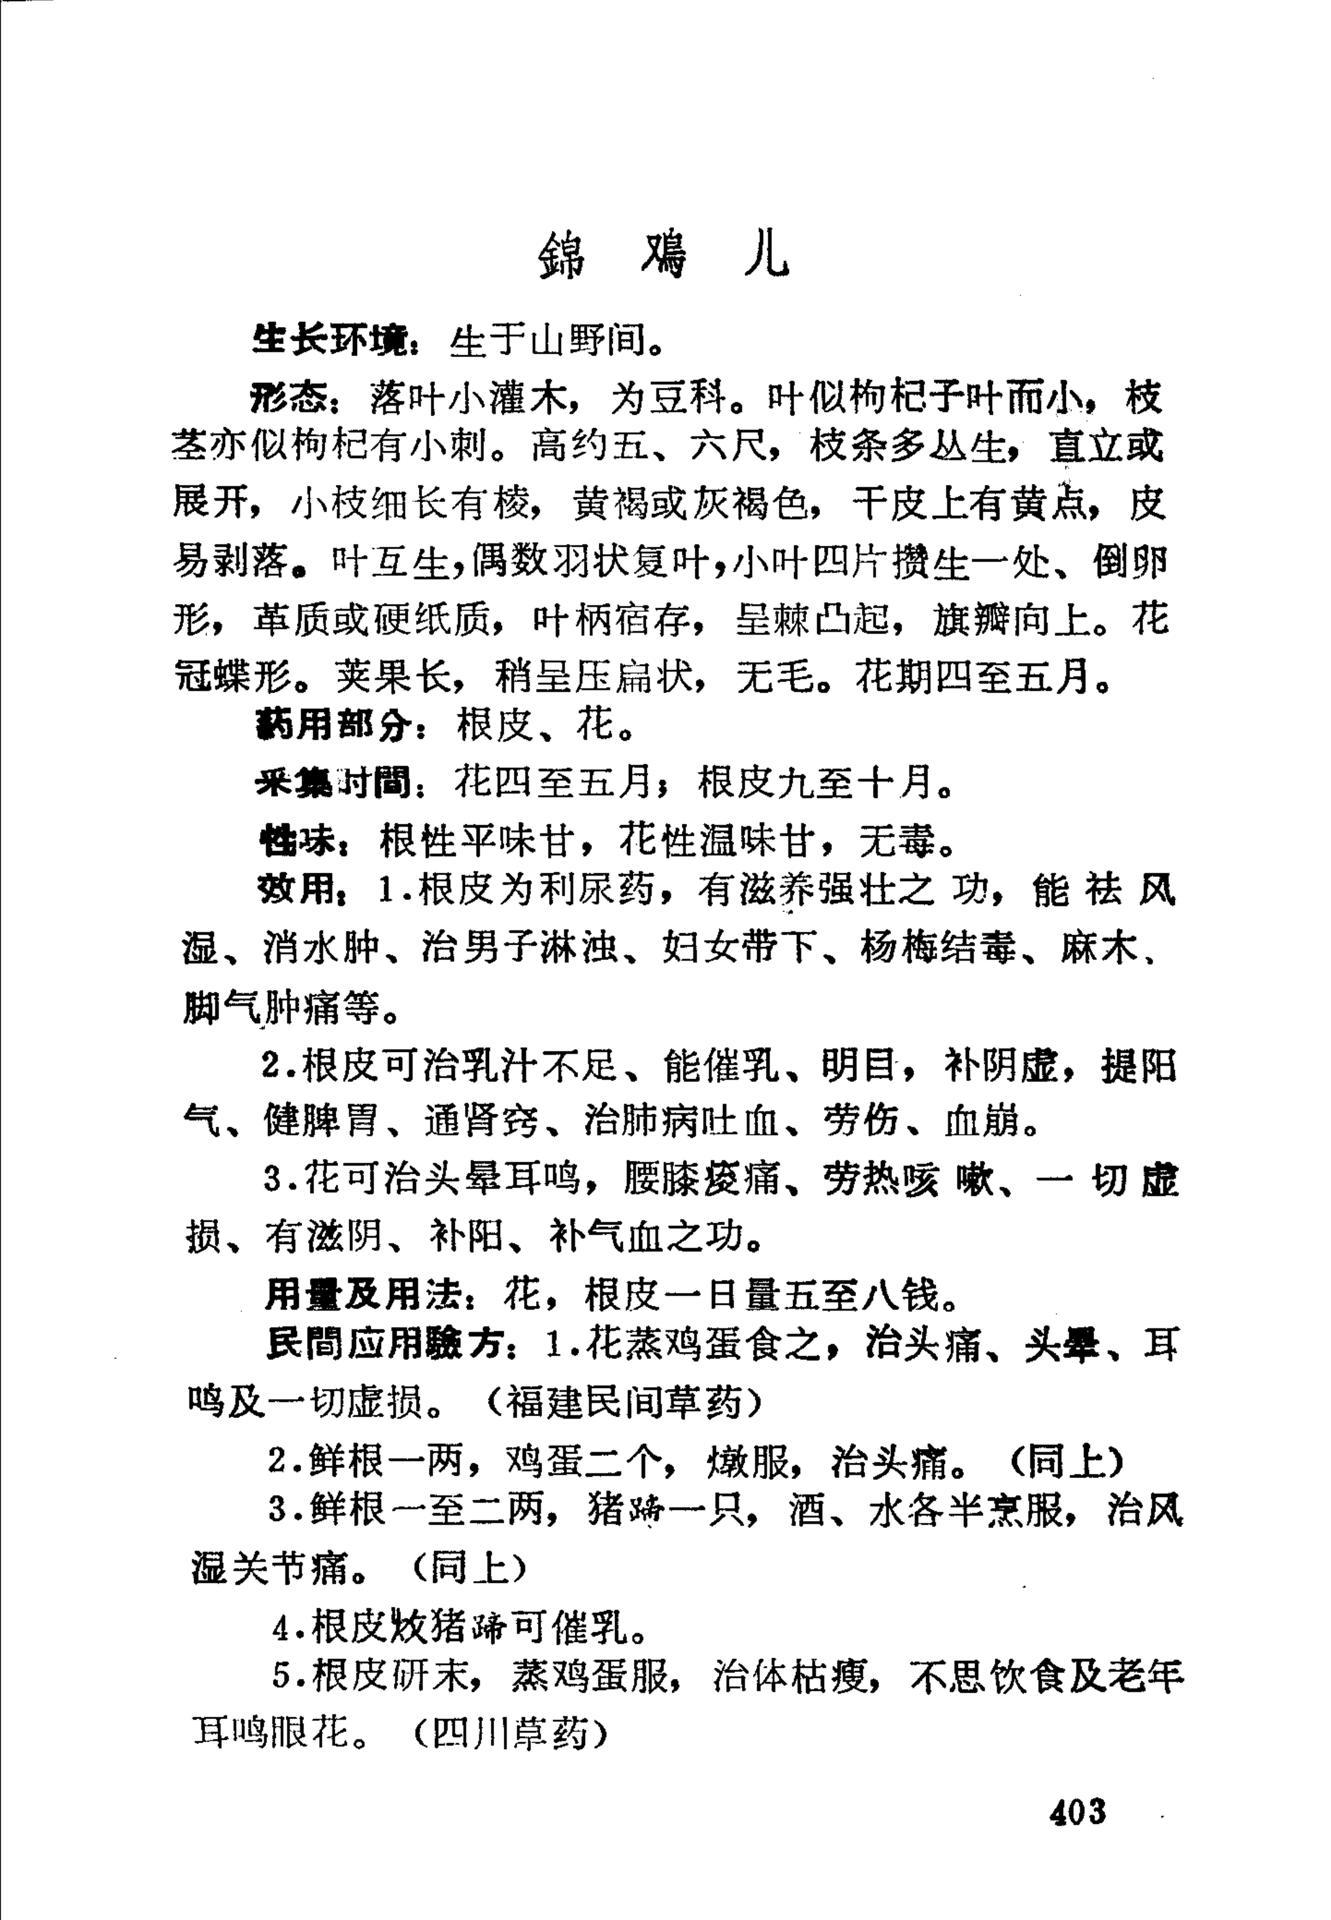 錦鳮儿
生长环境：生于山野间。
形态：落叶小灌木，为豆科。叶似枸杞子叶而小，枝
茎亦似枸杞有小刺。高约五、六尺，枝条多丛生，直立或
展开，小枝细长有棱，黄褐或灰褐色，干皮上有黄点，皮
易剥落。叶互生，偶数羽状复叶，小叶四片攒生一处、倒卵
形，革质或硬纸质，叶柄宿存，呈棘凸起，旗瓣向上。花
冠蝶形。荚果长，稍呈压扁状，无毛。花期四至五月。
药用部分：根皮、花。
采集时間：花四至五月；根皮九至十月。
性味：根性平味甘，花性温味甘，无毒。
效用：1.根皮为利尿药，有滋养强壮之功，能祛风
湿、消水肿、治男子淋浊、妇女带下、杨梅结毒、麻木、
脚气肿痛等。
2.根皮可治乳汁不足、能催乳、明目，补阴虚，提阳
气、健脾胃、通肾窍、治肺病吐血、劳伤、血崩。
3.花可治头晕耳鸣，腰膝痠痛、劳热咳嗽、一切虚
损、有滋阴、补阳、补气血之功。
用量及用法：花，根皮一日量五至八钱。
民間应用驗方：1.花蒸鸡蛋食之，治头痛、头晕、耳
鸣及一切虚损。（福建民间草药）
2.鲜根一两，鸡蛋二个，燉服，治头痛。（同上）
3.鲜根一至二两，猪蹄一只，酒、水各半烹服，治风
湿关节痛。（同上）
4.根皮炖猪蹄可催乳。
5.根皮研末，蒸鸡蛋服，治体枯瘦，不思饮食及老年
耳鸣眼花。（四川草药）
403